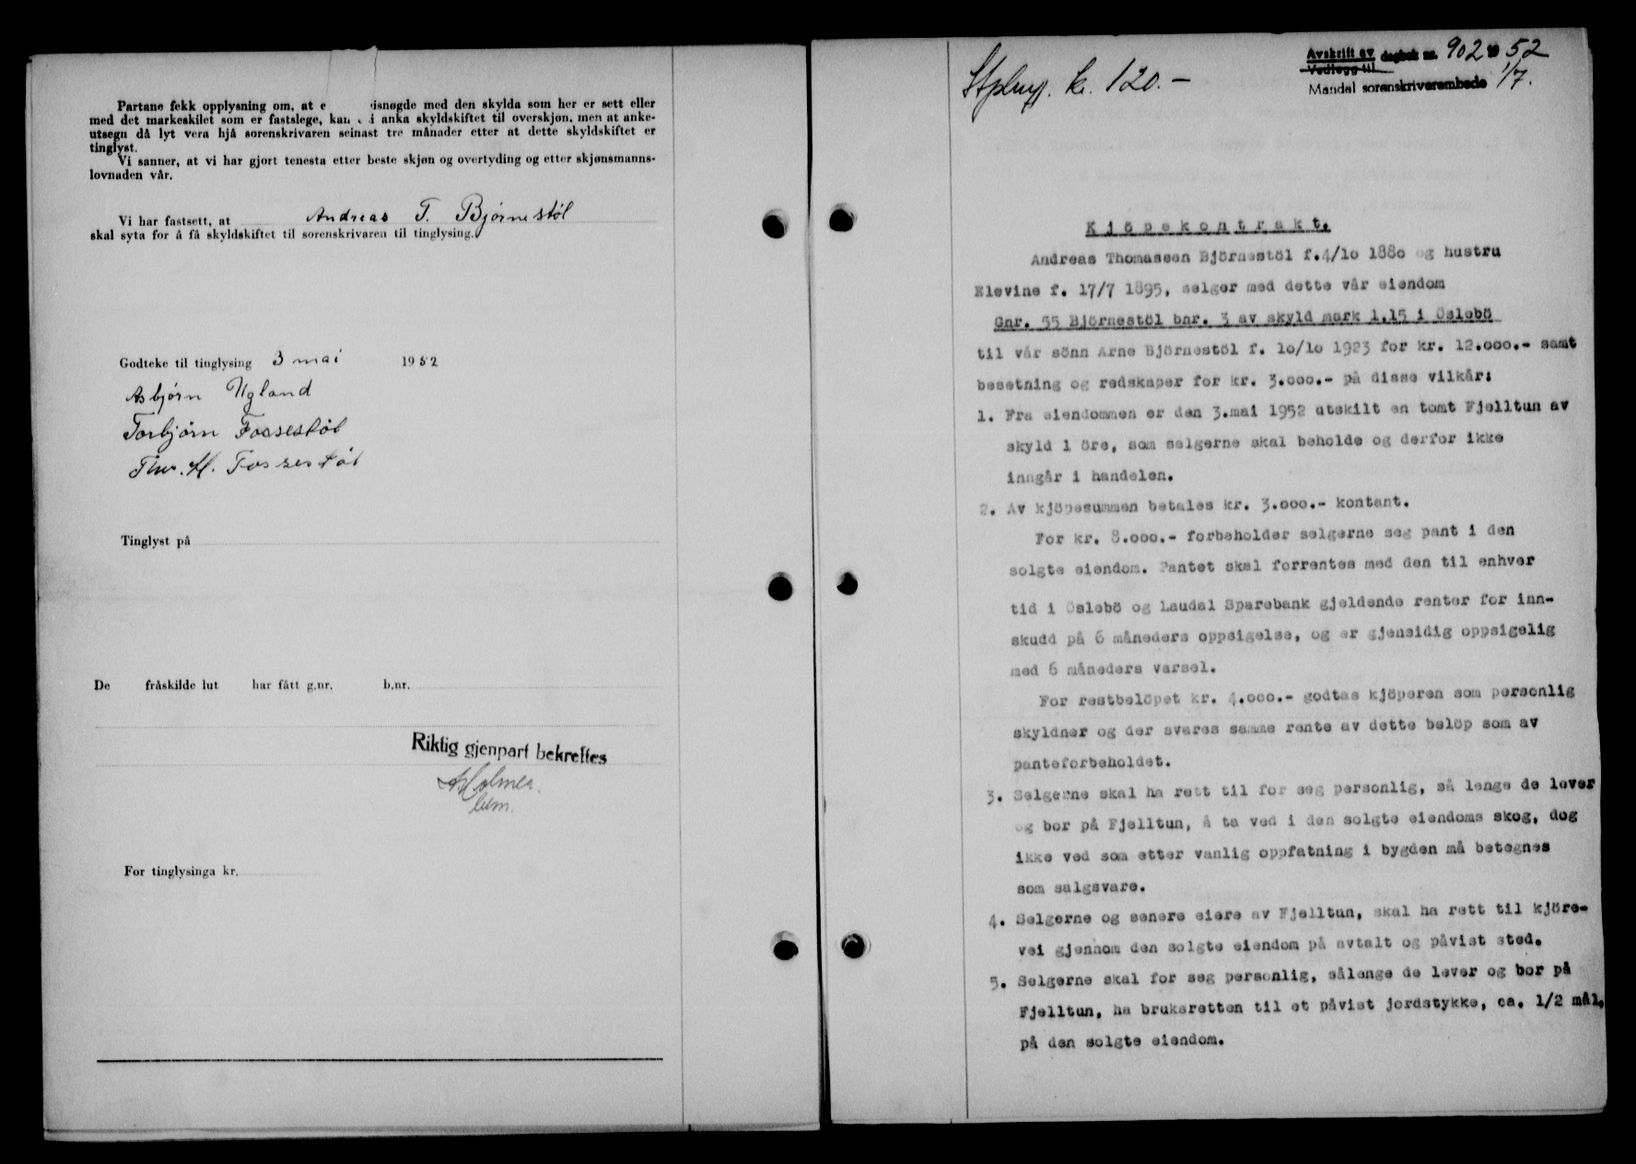 Partane fekk opplysning om, at e isnøgde med den skylda som her er sett eller
med det markeskilet som er fastslege, kan i anka skyldskiftet til overskjøn, men at anke-
utsegn då lyt vera hjå sorenskrivaren seinast tre månader etter at dette skyldskiftet er
tinglyst.
Vi sanner, at vi har gjort tenesta etter beste skjøn og overtyding og etter skjønsmanns-
lovnaden vår.
Vi har fastsett, at Andreas T. Bjørnestøl
skal syta for å få skyldskiftet til sorenskrivaren til tinglysing.
Godteke til tinglysing 3 mai 1952
Asbjørn Ugland
Torbjørn Fossestøl
Thv. H. Fossestøl
Tinglyst på
De fråskilde lut har fått g.nr. b.nr.
Riktig gjenpart bekreftes
A Holmen.
For tinglysinga kr.
Stpluy. kr. 120.-
Avskrift av dagbok nr. 902 19 52
Vedlegg til
Mandal sorenskriverembede 1/7.
Kjöpekontrakt.
Andreas Thomassen Björnestöl f.4/10 1880 og hustru
Elevine f. 17/7 1895, selger med dette vår eiendom
Gnr. 55 Björnestöl bnr. 3 av skyld mark 1.15 i Öslebö
til vår sönn Arne Björnestöl f. 10/10 1923 for kr. 12.000.- samt
besetning og redskaper for kr. 3.000.- på disse vilkår:
1. Fra eiendommen er den 3.mai 1952 utskilt en tomt Fjelltun av
skyld 1 öre, som selgerne skal beholde og derfor ikke
inngår i handelen.
2. Av kjöpesummen betales kr. 3.000.- kontant.
For kr. 8.000.- forbeholder selgerne seg pant i den
solgte eiendom. Pantet skal forrentes med den til enhver
tid i Öslebö og Laudal Sparebank gjeldende renter for inn-
skudd på 6 måneders oppsigelse, og er gjensidig oppsigelig
med 6 måneders varsel.
For restbelöpet kr. 4.000.- godtas kjöperen som personlig
skyldner og der svares samme rente av dette belöp som av
panteforbeholdet.
3. Selgerne skal ha rett til for seg personlig, så lenge de lever
og bor på Fjelltun, å ta ved i den solgte eiendoms skog, dog
ikke ved som etter vanlig oppfatning i bygden må betegnes
som salgsvare.
4. Selgerne og senere eiere av Fjelltun, skal ha rett til kjöre-
vei gjennom den solgte eiendom på avtalt og påvist sted.
5. Selgerne skal for seg personlig, sålenge de lever og bor på
Fjelltun, ha bruksretten til et påvist jordstykke, ca. 1/2 mål,
på den solgte eiendom.